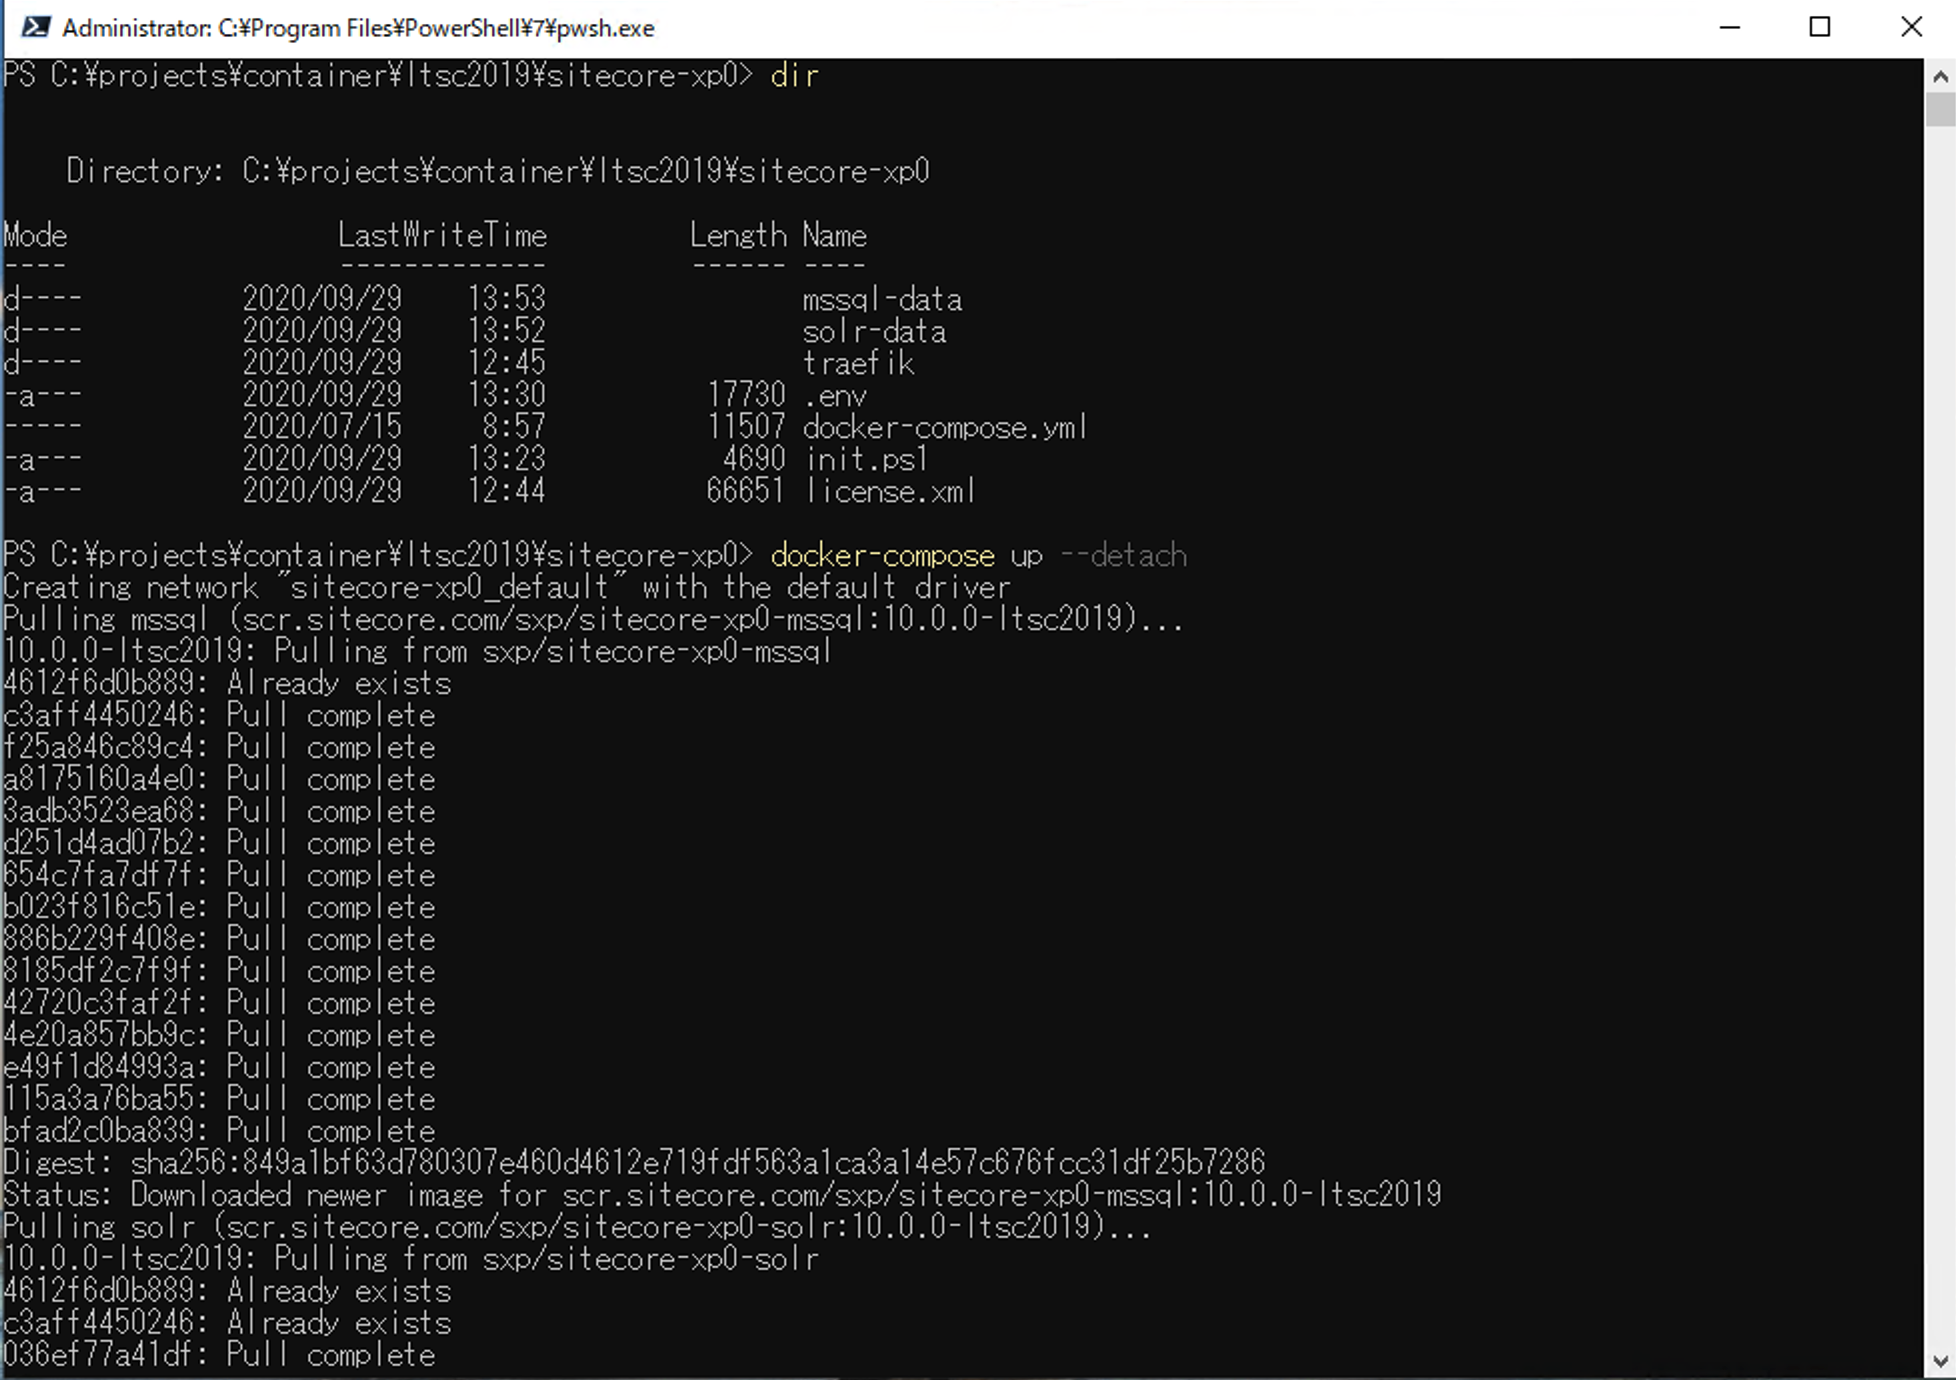 Administrator: C:¥Program Files¥PowerShell¥7¥pwsh.exe
PS C:¥projects¥container¥ltsc2019¥sitecore-xp0> dir
Directory: C:¥projects¥container¥ltsc2019¥sitecore-xp0
Mode LastWriteTime Length Name
---- ------------- ------ ----
d---- 2020/09/29 13:53 mssql-data
d---- 2020/09/29 13:52 solr-data
d---- 2020/09/29 12:45 traefik
-a--- 2020/09/29 13:30 17730 .env
----- 2020/07/15 8:57 11507 docker-compose.yml
-a--- 2020/09/29 13:23 4690 init.ps1
-a--- 2020/09/29 12:44 66651 license.xml
PS C:¥projects¥container¥ltsc2019¥sitecore-xp0> docker-compose up --detach
Creating network "sitecore-xp0_default" with the default driver
Pulling mssql (scr.sitecore.com/sxp/sitecore-xp0-mssql:10.0.0-ltsc2019)...
10.0.0-ltsc2019: Pulling from sxp/sitecore-xp0-mssql
4612f6d0b889: Already exists
c3aff4450246: Pull complete
f25a846c89c4: Pull complete
a8175160a4e0: Pull complete
3adb3523ea68: Pull complete
d251d4ad07b2: Pull complete
654c7fa7df7f: Pull complete
b023f816c51e: Pull complete
886b229f408e: Pull complete
8185df2c7f9f: Pull complete
42720c3faf2f: Pull complete
4e20a857bb9c: Pull complete
e49f1d84993a: Pull complete
115a3a76ba55: Pull complete
bfad2c0ba839: Pull complete
Digest: sha256:849a1bf63d780307e460d4612e719fdf563a1ca3a14e57c676fcc31df25b7286
Status: Downloaded newer image for scr.sitecore.com/sxp/sitecore-xp0-mssql:10.0.0-ltsc2019
Pulling solr (scr.sitecore.com/sxp/sitecore-xp0-solr:10.0.0-ltsc2019)...
10.0.0-ltsc2019: Pulling from sxp/sitecore-xp0-solr
4612f6d0b889: Already exists
c3aff4450246: Already exists
036ef77a41df: Pull complete